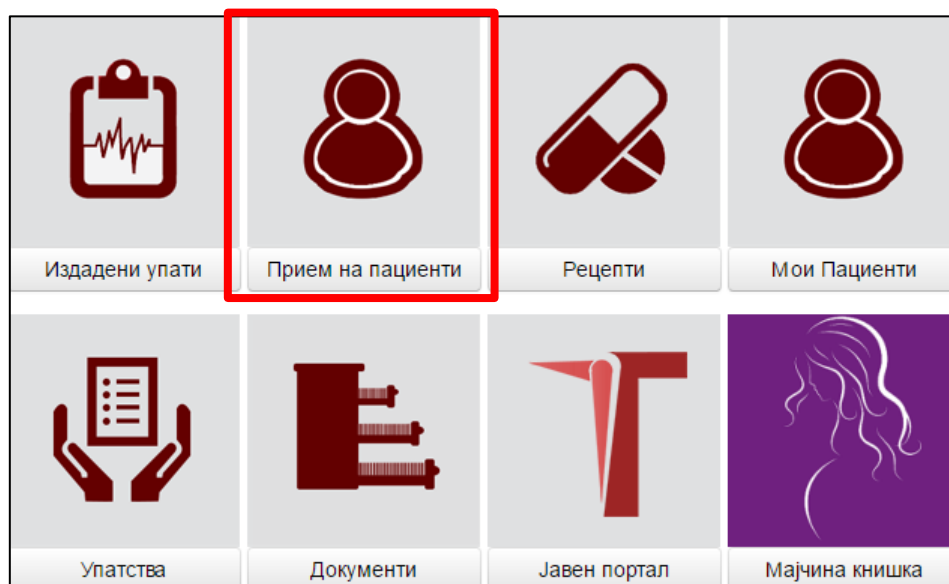 Издадени упати
Прием на пациенти
Рецепти
Мои Пациенти
Упатства
Документи
Јавен портал
Мајчина книшка